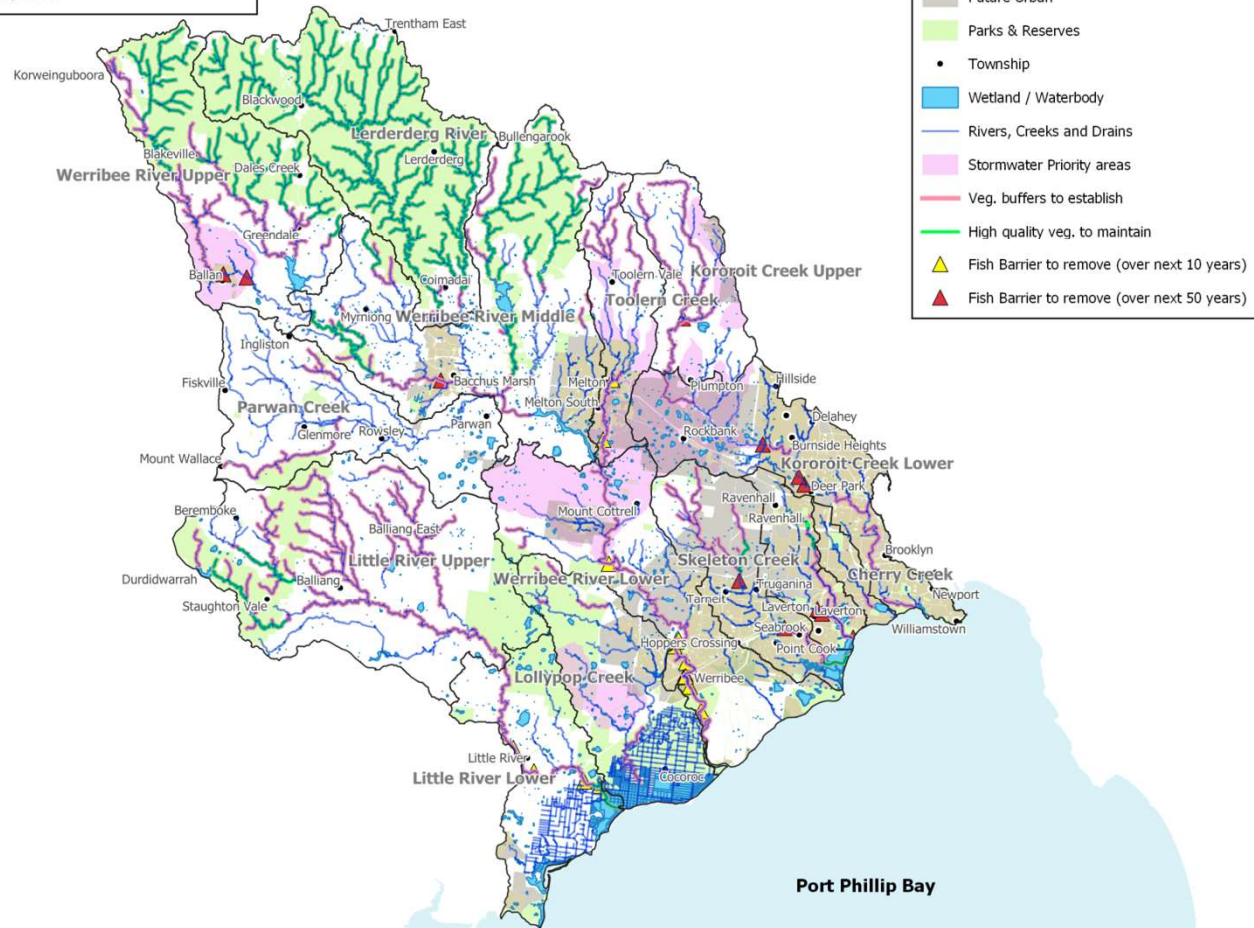 Future Urban
Parks & Reserves
Township
Wetland / Waterbody
Rivers, Creeks and Drains
Stormwater Priority areas
Veg. buffers to establish
High quality veg. to maintain
Fish Barrier to remove (over next 10 years)
Fish Barrier to remove (over next 50 years)
Trentham East
Korweinguboora
Blackwood
Lerderderg River
Bullengarook
Blakeville
Lerderderg
Werribee River Upper
Dales Creek
Greendale
Ballan
Toolern Vale
Kororoit Creek Upper
Coimadai
Toolern Creek
Myrniong
Werribee River Middle
Ingliston
Fiskville
Bacchus Marsh
Melton
Plumpton
Hillside
Melton South
Parwan Creek
Delahey
Parwan
Glenmore
Rowsley
Rockbank
Burnside Heights
Mount Wallace
Kororoit Creek Lower
Deer Park
Ravenhall
Beremboke
Mount Cottrell
Ravenhall
Balliang East
Little River Upper
Skeleton Creek
Brooklyn
Durdidwarrah
Balliang
Werribee River Lower
Cherry Creek
Truganina
Tarneit
Newport
Staughton Vale
Laverton
Laverton
Seabrook
Williamstown
Hoppers Crossing
Point Cook
Lollypop Creek
Werribee
Little River
Little River Lower
Cocoroc
Port Phillip Bay